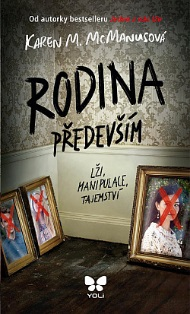 Od autorky bestselleru
KAREN M. MCMANUSOVÁ
RODINA
PŘEDEVŠÍM
LŽI,
MANIPULACE,
TAJEMSTVÍ
YOLi